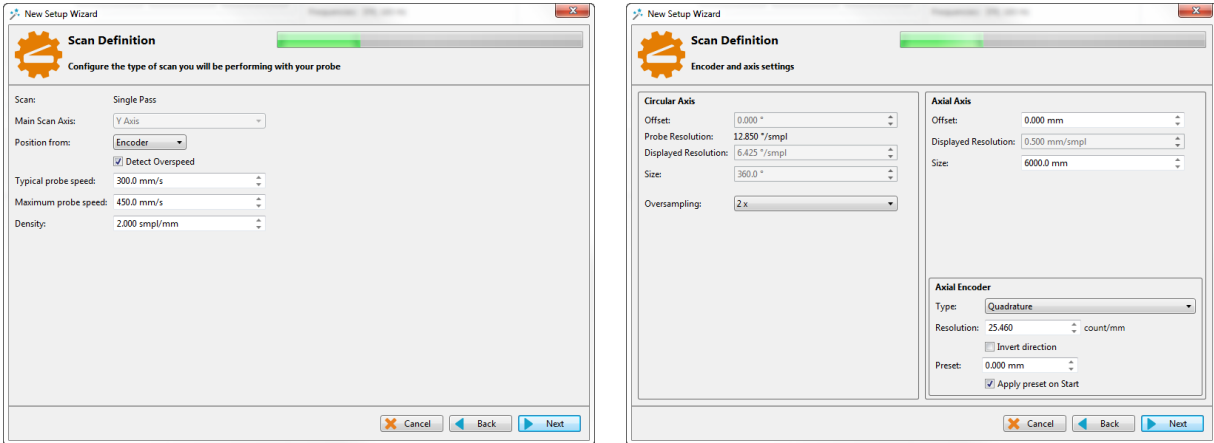 New Setup Wizard
Scan Definition
Configure the type of scan you will be performing with your probe
Scan: Single Pass
Main Scan Axis: Y Axis
Position from: Encoder
Detect Overspeed
Typical probe speed: 300.0 mm/s
Maximum probe speed: 450.0 mm/s
Density: 2.000 smpl/mm
Cancel Back Next
New Setup Wizard
Scan Definition
Encoder and axis settings
Circular Axis
Offset: 0.000 °
Probe Resolution: 12.850 °/smpl
Displayed Resolution: 6.425 °/smpl
Size: 360.0 °
Oversampling: 2 x
Axial Axis
Offset: 0.000 mm
Displayed Resolution: 0.500 mm/smpl
Size: 6000.0 mm
Axial Encoder
Type: Quadrature
Resolution: 25.460 count/mm
Invert direction
Preset: 0.000 mm
Apply preset on Start
Cancel Back Next